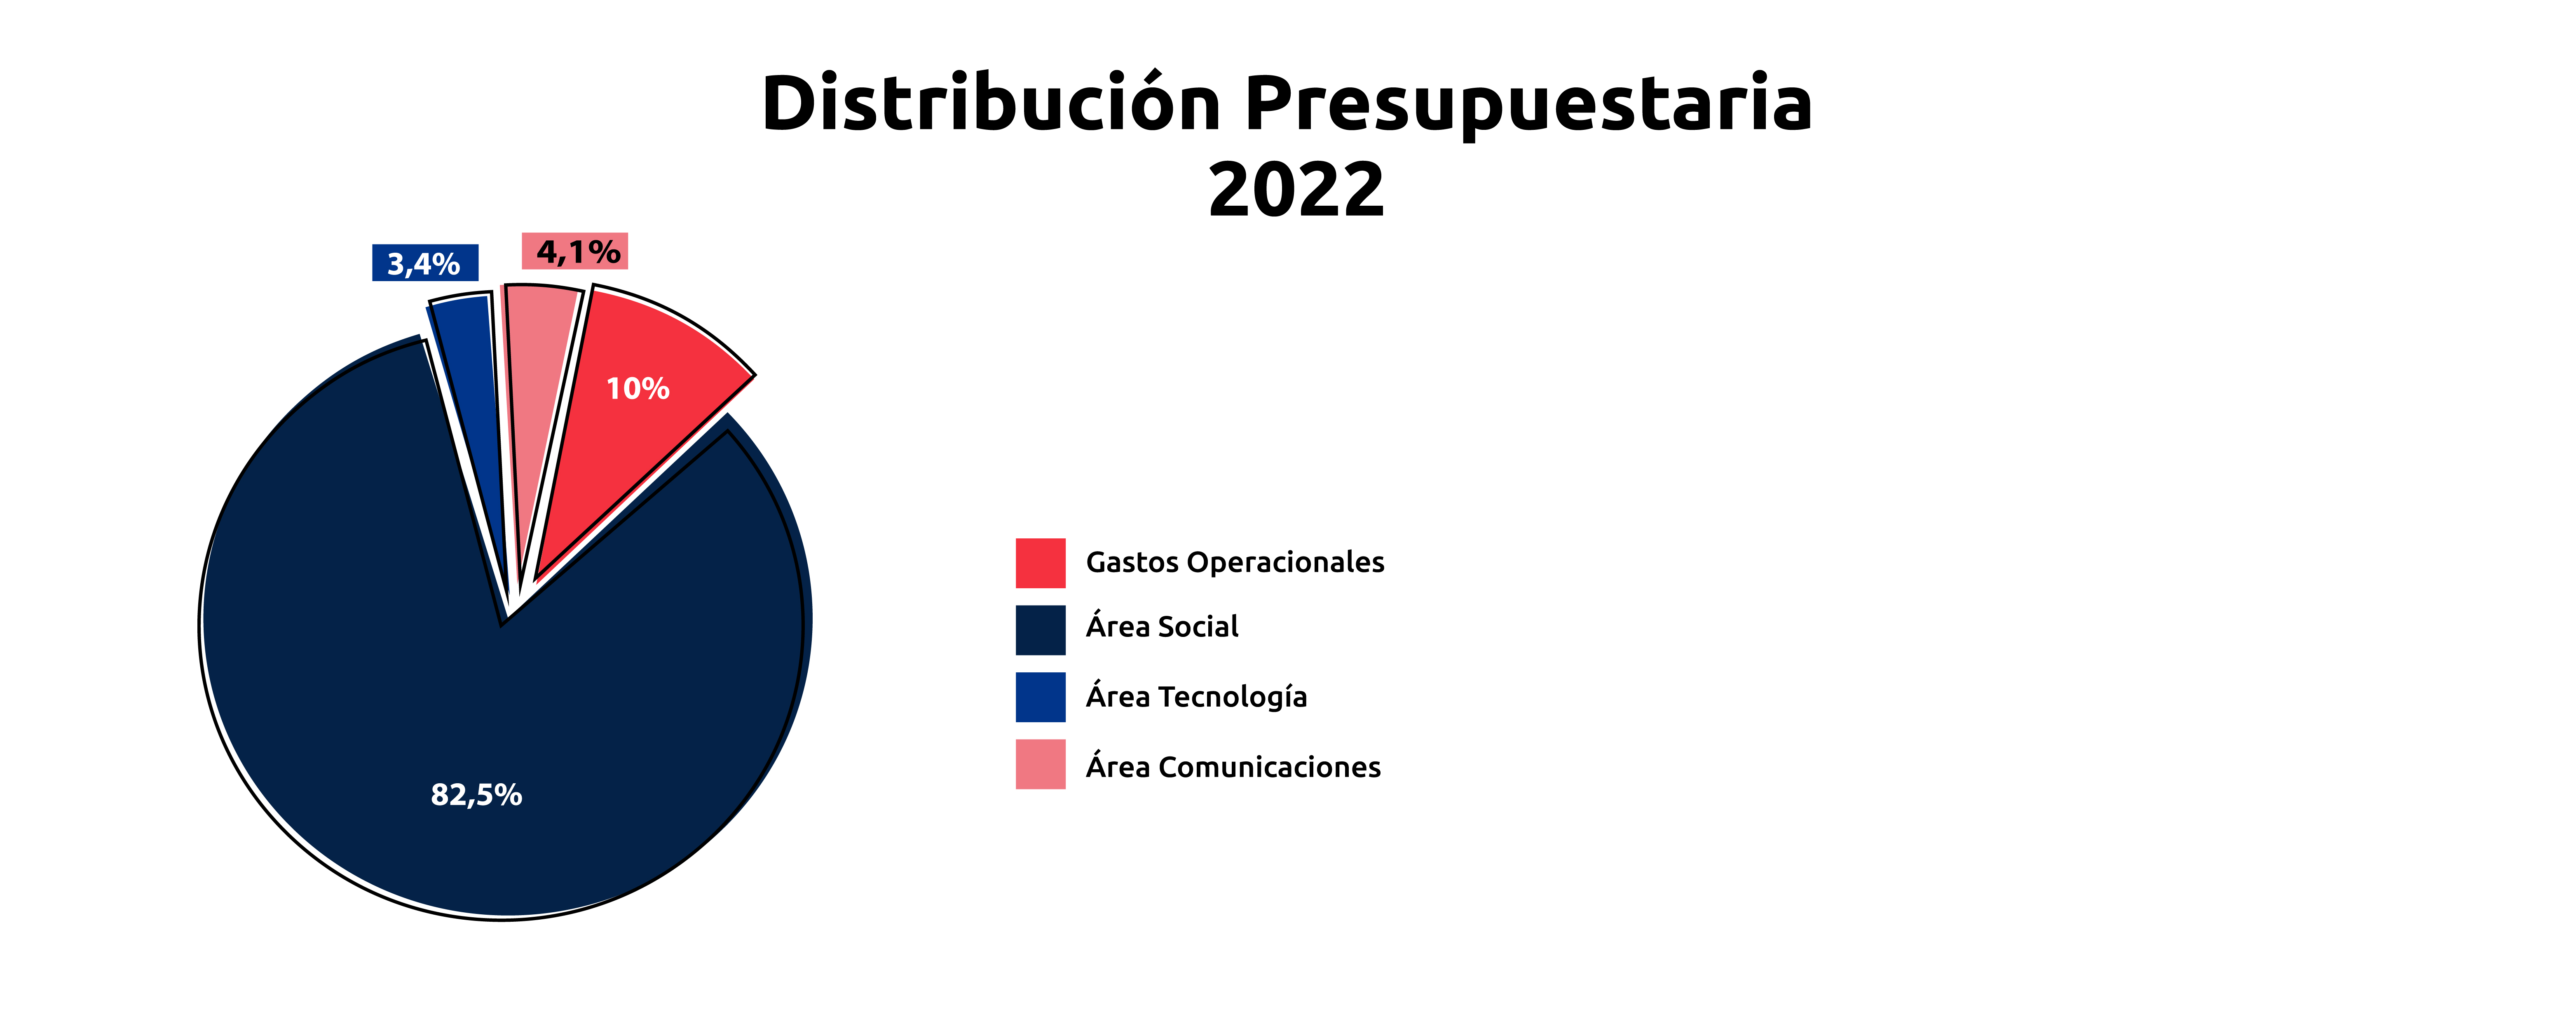 Distribución Presupuestaria
2022
3,4%
4,1%
10%
82,5%
Gastos Operacionales
Área Social
Área Tecnología
Área Comunicaciones